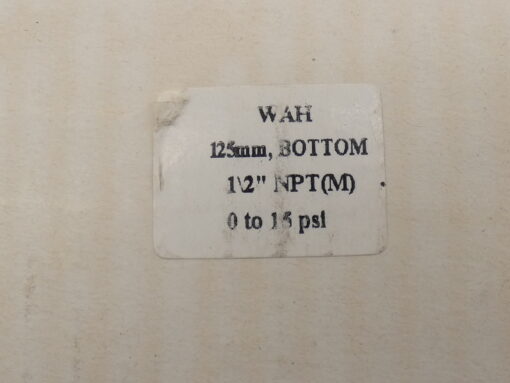 WAH
125mm, BOTTOM
1\2" NPT(M)
0 to 15 psi